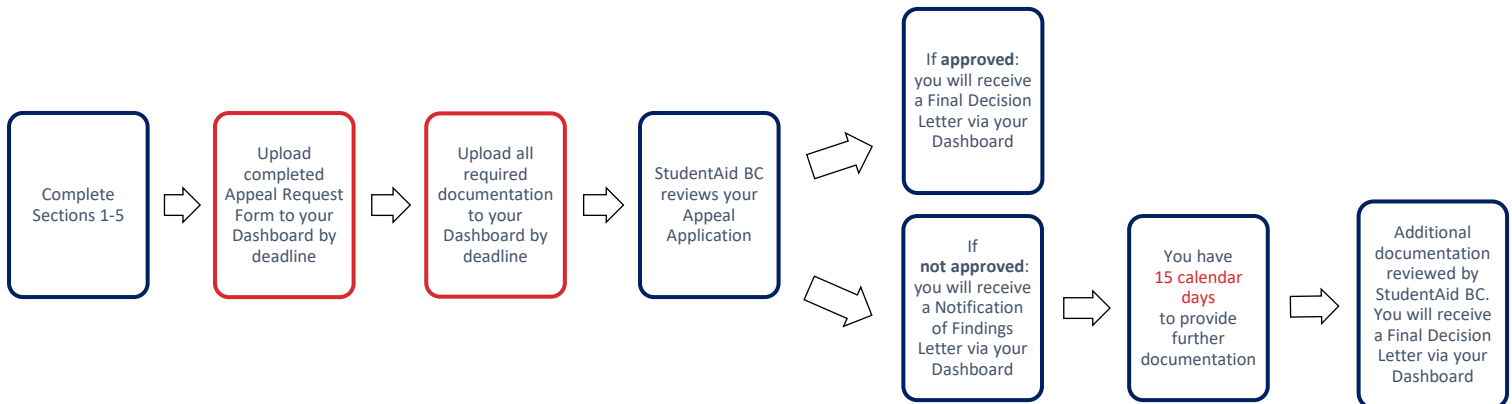 Complete
Sections 1-5
Upload
completed
Appeal Request
Form to your
Dashboard by
deadline
Upload all
required
documentation
to your
Dashboard by
deadline
StudentAid BC
reviews your
Appeal
Application
If approved:
you will receive
a Final Decision
Letter via your
Dashboard
If
not approved:
you will receive
a Notification
of Findings
Letter via your
Dashboard
You have
15 calendar
days
to provide
further
documentation
Additional
documentation
reviewed by
StudentAid BC.
You will receive
a Final Decision
Letter via your
Dashboard